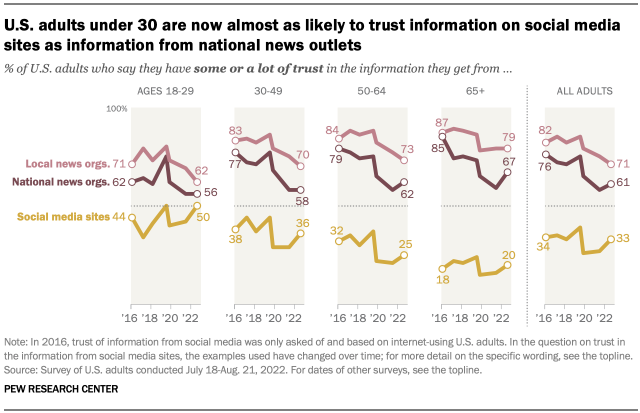 U.S. adults under 30 are now almost as likely to trust information on social media
sites as information from national news outlets
% of U.S. adults who say they have some or a lot of trust in the information they get from ...
AGES 18-29 30-49 50-64 65+ ALL ADULTS
100%
Local news orgs. 71 62 83 70 84 73 87 79 82 71
National news orgs. 62 56 77 58 79 62 85 67 76 61
Social media sites 44 50 38 36 32 25 18 20 34 33
'16 '18 '20 '22 '16 '18 '20 '22 '16 '18 '20 '22 '16 '18 '20 '22 '16 '18 '20 '22
Note: In 2016, trust of information from social media was only asked of and based on internet-using U.S. adults. In the question on trust in
the information from social media sites, the examples used have changed over time; for more detail on the specific wording, see the topline.
Source: Survey of U.S. adults conducted July 18-Aug. 21, 2022. For dates of other surveys, see the topline.
PEW RESEARCH CENTER